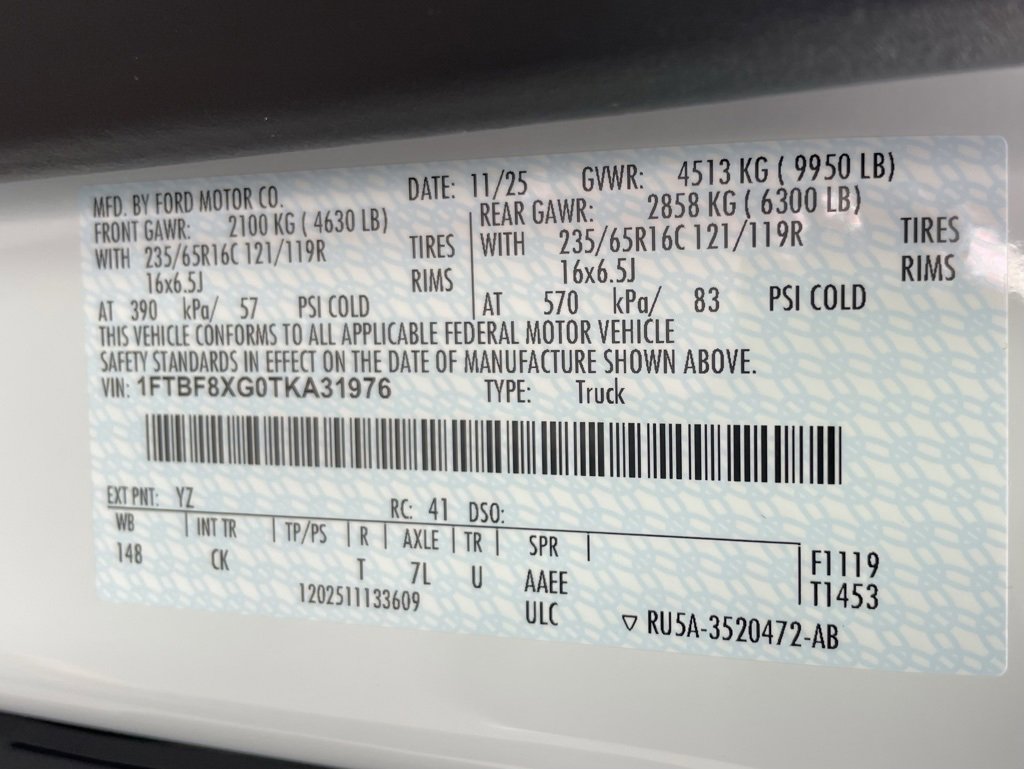 MFD. BY FORD MOTOR CO. DATE: 11/25 GVWR: 4513 KG ( 9950 LB)
FRONT GAWR: 2100 KG ( 4630 LB) REAR GAWR: 2858 KG ( 6300 LB)
WITH 235/65R16C 121/119R TIRES WITH 235/65R16C 121/119R TIRES
16x6.5J RIMS 16x6.5J RIMS
AT 390 kPa/ 57 PSI COLD AT 570 kPa/ 83 PSI COLD
THIS VEHICLE CONFORMS TO ALL APPLICABLE FEDERAL MOTOR VEHICLE
SAFETY STANDARDS IN EFFECT ON THE DATE OF MANUFACTURE SHOWN ABOVE.
VIN: 1FTBF8XG0TKA31976 TYPE: Truck
EXT PNT: YZ RC: 41 DSO:
WB INT TR TP/PS R AXLE TR SPR F1119
148 CK T 7L U AAEE T1453
1202511133609 ULC ▽ RU5A-3520472-AB